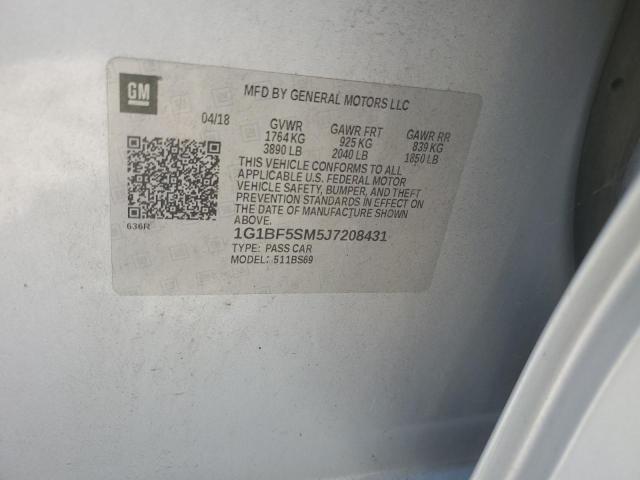 GM
MFD BY GENERAL MOTORS LLC
04/18 GVWR GAWR FRT GAWR RR
1764 KG 925 KG 839 KG
3890 LB 2040 LB 1850 LB
THIS VEHICLE CONFORMS TO ALL
APPLICABLE U.S. FEDERAL MOTOR
VEHICLE SAFETY, BUMPER, AND THEFT
PREVENTION STANDARDS IN EFFECT ON
THE DATE OF MANUFACTURE SHOWN
ABOVE.
636R
1G1BF5SM5J7208431
TYPE: PASS CAR
MODEL: 511BS69